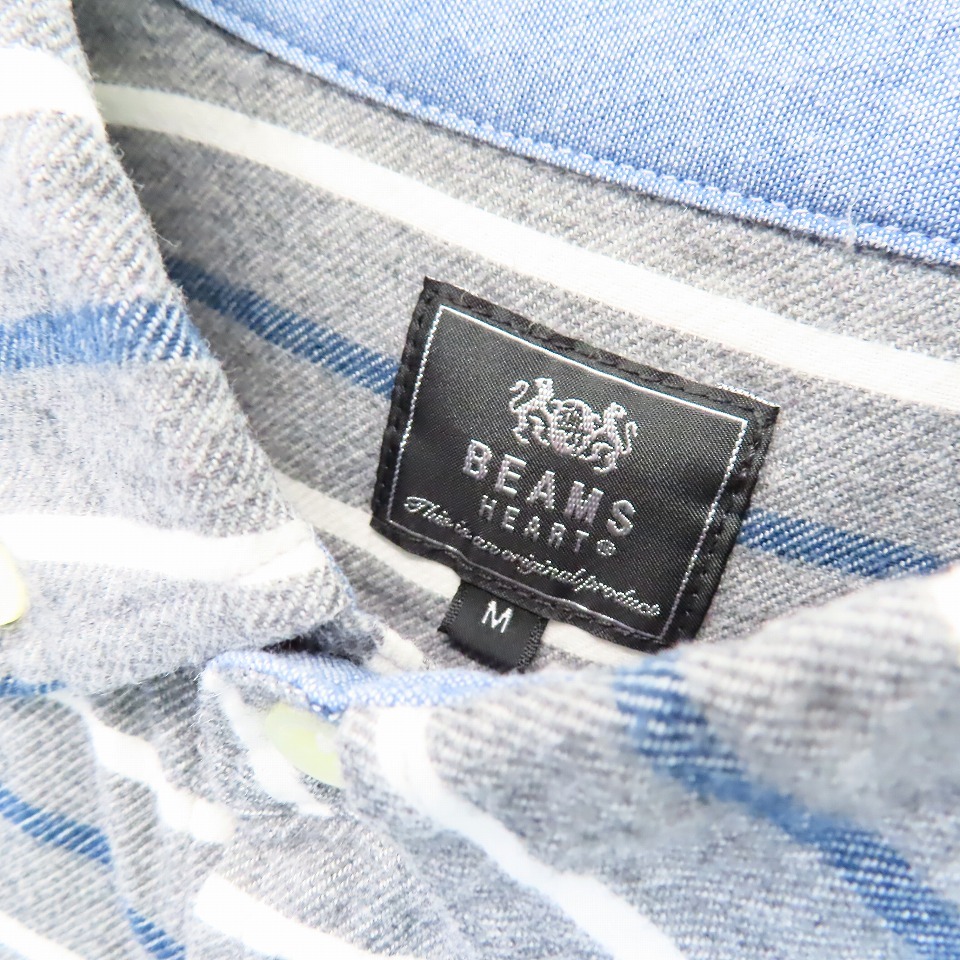 BEAMS
HEART®
This is an original product
M